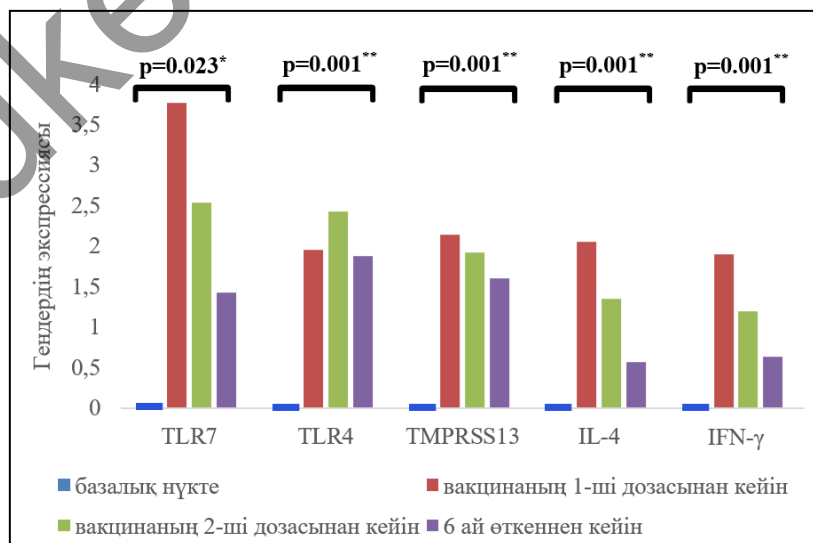 p=0.023* p=0.001** p=0.001** p=0.001** p=0.001**
Гендердің экспрессиясы
4
3,5
3
2,5
2
1,5
1
0,5
0
TLR7 TLR4 TMPRSS13 IL-4 IFN-γ
базалық нүкте вакцинаның 1-ші дозасынан кейін
вакцинаның 2-ші дозасынан кейін 6 ай өткеннен кейін